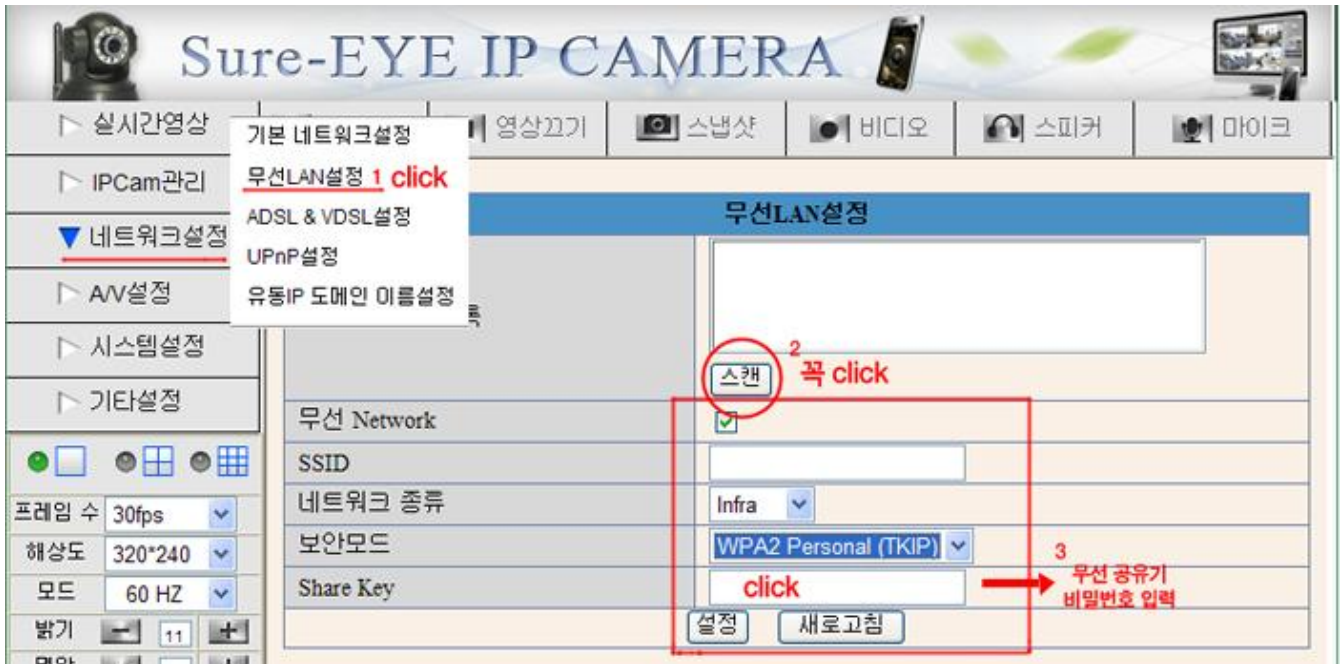 Sure-EYE IP CAMERA
실시간영상
영상끄기
스냅샷
비디오
스피커
마이크
IPCam관리
네트워크설정
A/V설정
시스템설정
기타설정
기본 네트워크설정
무선LAN설정 1 click
ADSL & VDSL설정
UPnP설정
유동IP 도메인 이름설정
무선LAN설정
스캔
2
꼭 click
무선 Network
SSID
네트워크 종류 Infra
보안모드 WPA2 Personal (TKIP)
Share Key click
3
무선 공유기
비밀번호 입력
설정 새로고침
프레임 수 30fps
해상도 320*240
모드 60 HZ
밝기 - 11 +